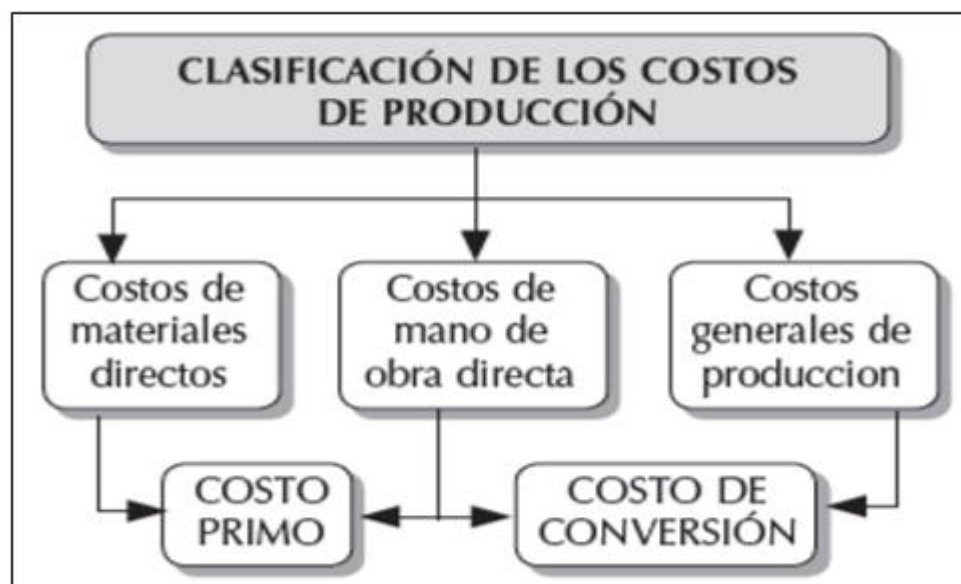 CLASIFICACIÓN DE LOS COSTOS
DE PRODUCCIÓN
Costos de
materiales
directos
Costos de
mano de
obra directa
Costos
generales de
produccion
COSTO
PRIMO
COSTO DE
CONVERSIÓN